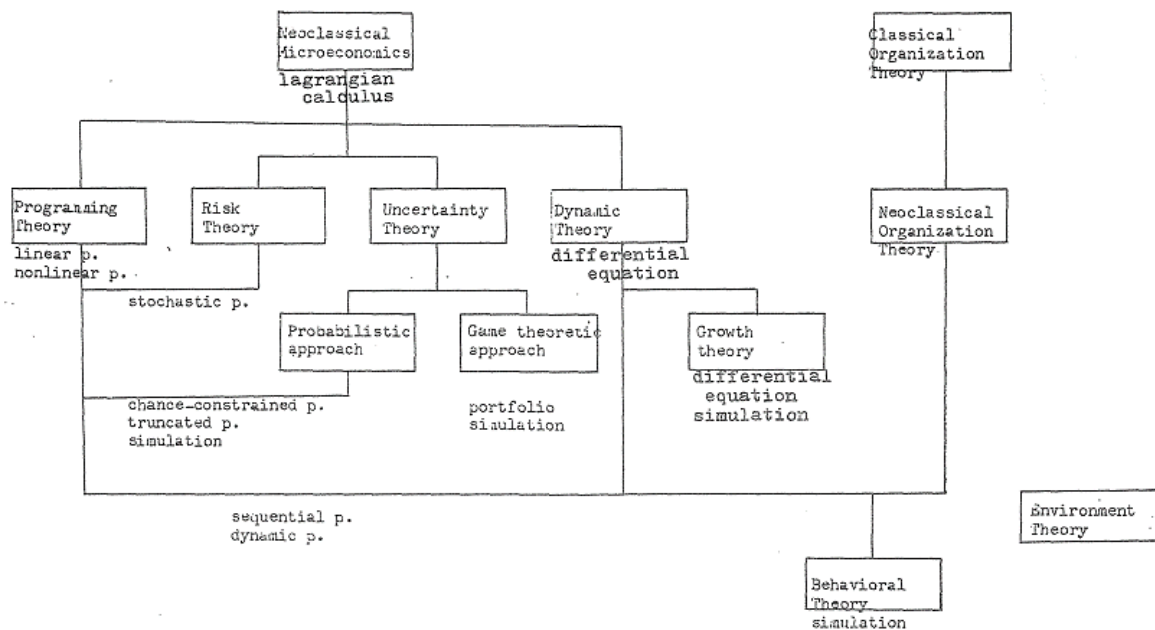 Neoclassical
Microeconomics
lagrangian
calculus
Classical
Organization
Theory
Programming
Theory
linear p.
nonlinear p.
Risk
Theory
Uncertainty
Theory
Dynamic
Theory
differential
equation
Neoclassical
Organization
Theory
stochastic p.
Probabilistic
approach
Game theoretic
approach
Growth
theory
differential
equation
simulation
chance-constrained p.
truncated p.
simulation
portfolio
simulation
sequential p.
dynamic p.
Environment
Theory
Behavioral
Theory
simulation